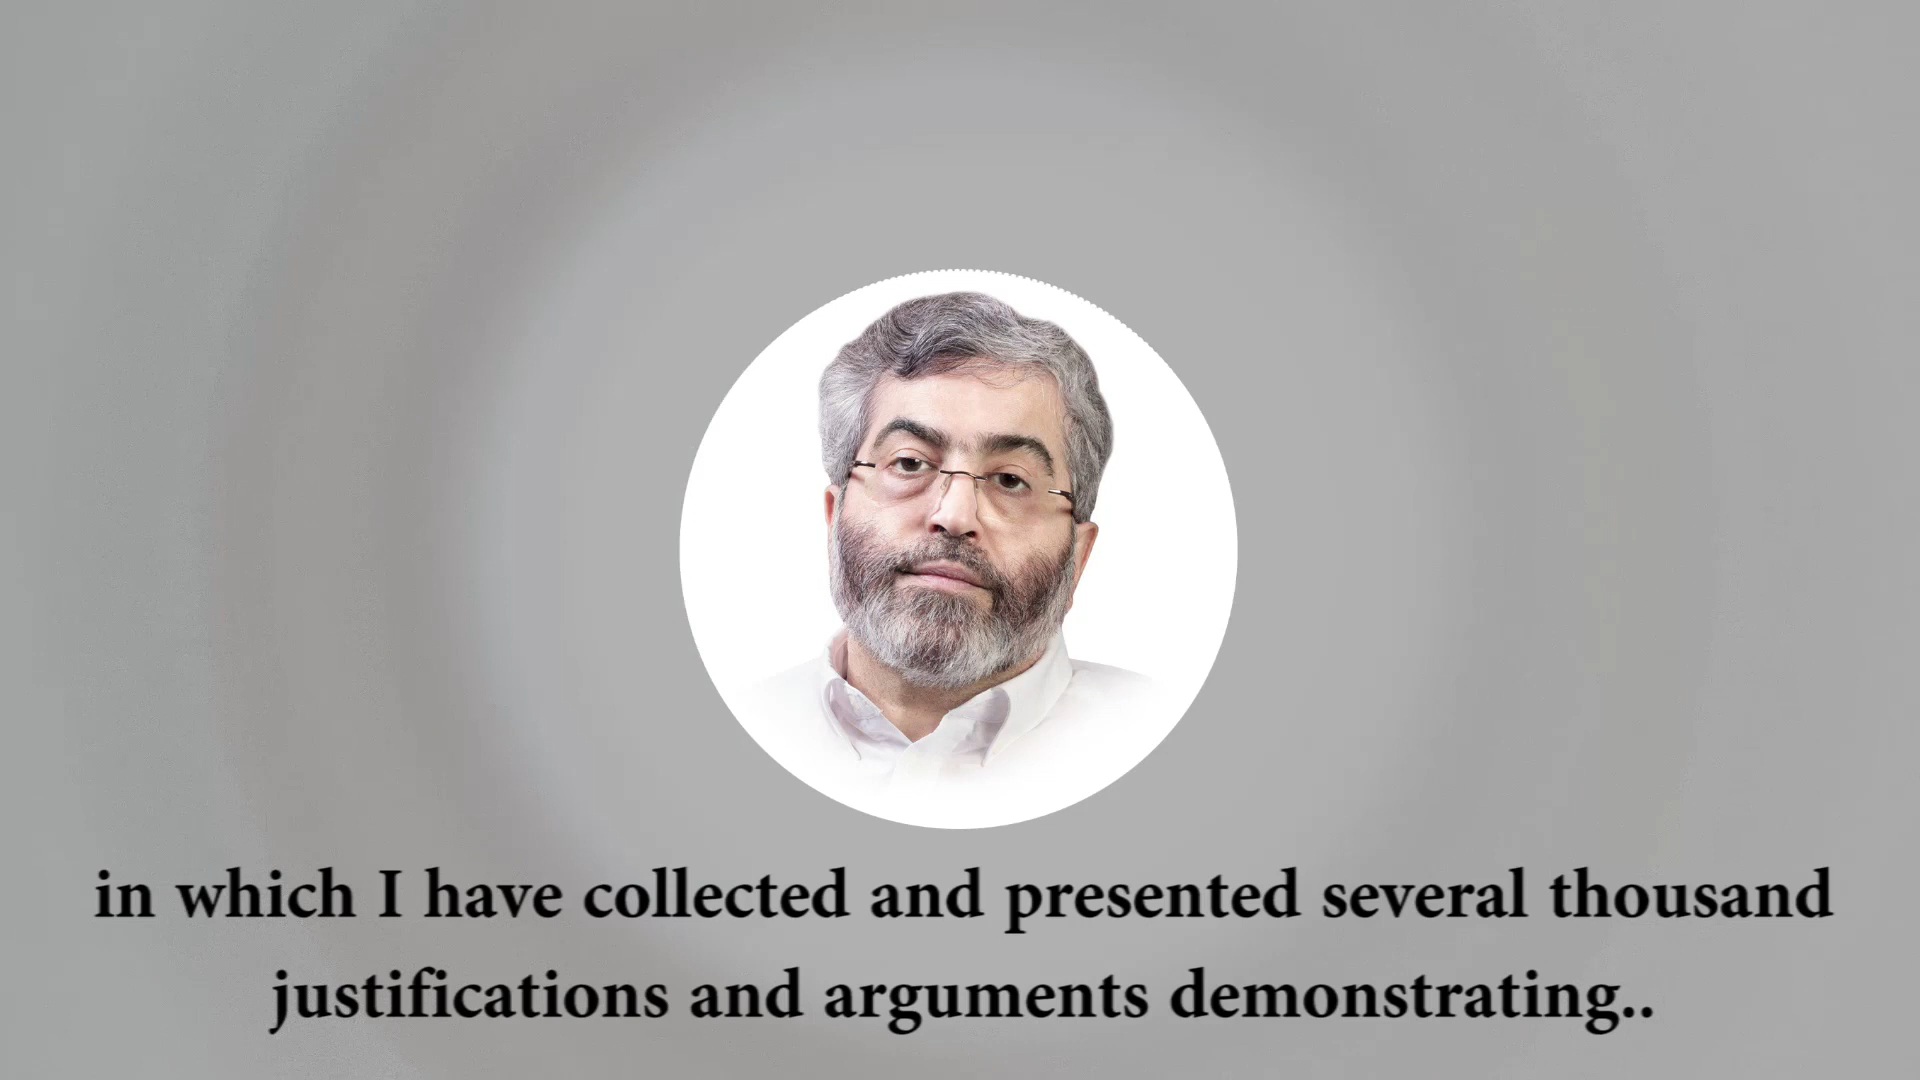 in which I have collected and presented several thousand
justifications and arguments demonstrating..